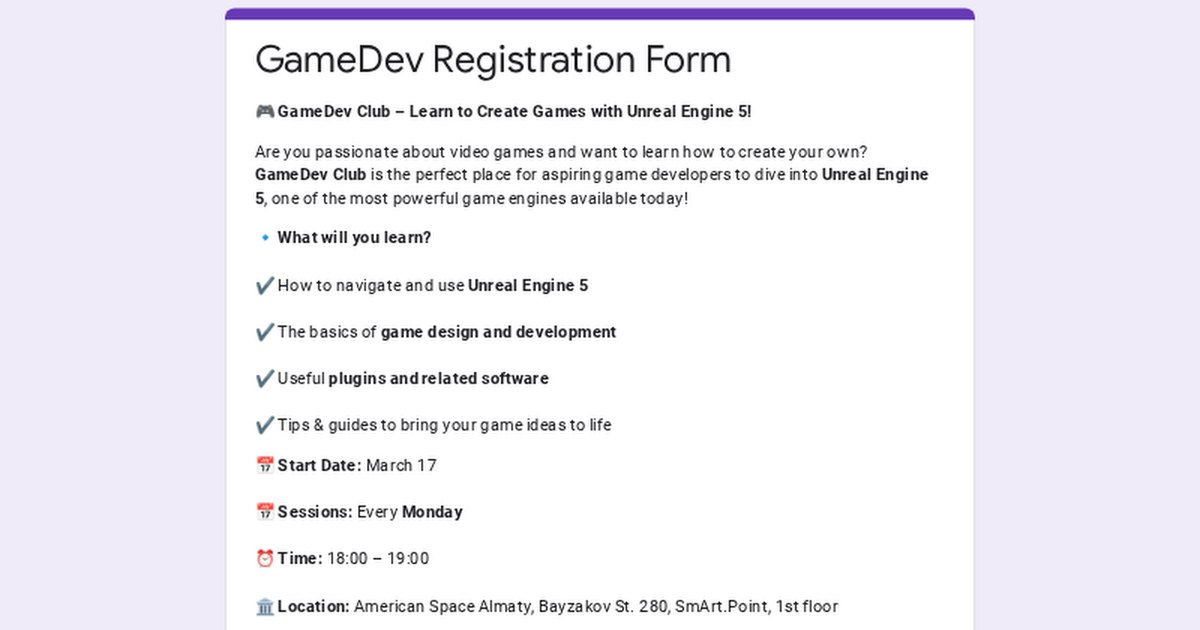 GameDev Registration Form
🎮 GameDev Club – Learn to Create Games with Unreal Engine 5!
Are you passionate about video games and want to learn how to create your own?
GameDev Club is the perfect place for aspiring game developers to dive into Unreal Engine
5, one of the most powerful game engines available today!
🔹 What will you learn?
✔️ How to navigate and use Unreal Engine 5
✔️ The basics of game design and development
✔️ Useful plugins and related software
✔️ Tips & guides to bring your game ideas to life
📅 Start Date: March 17
📅 Sessions: Every Monday
⏰ Time: 18:00 – 19:00
🏛️ Location: American Space Almaty, Bayzakov St. 280, SmArt.Point, 1st floor